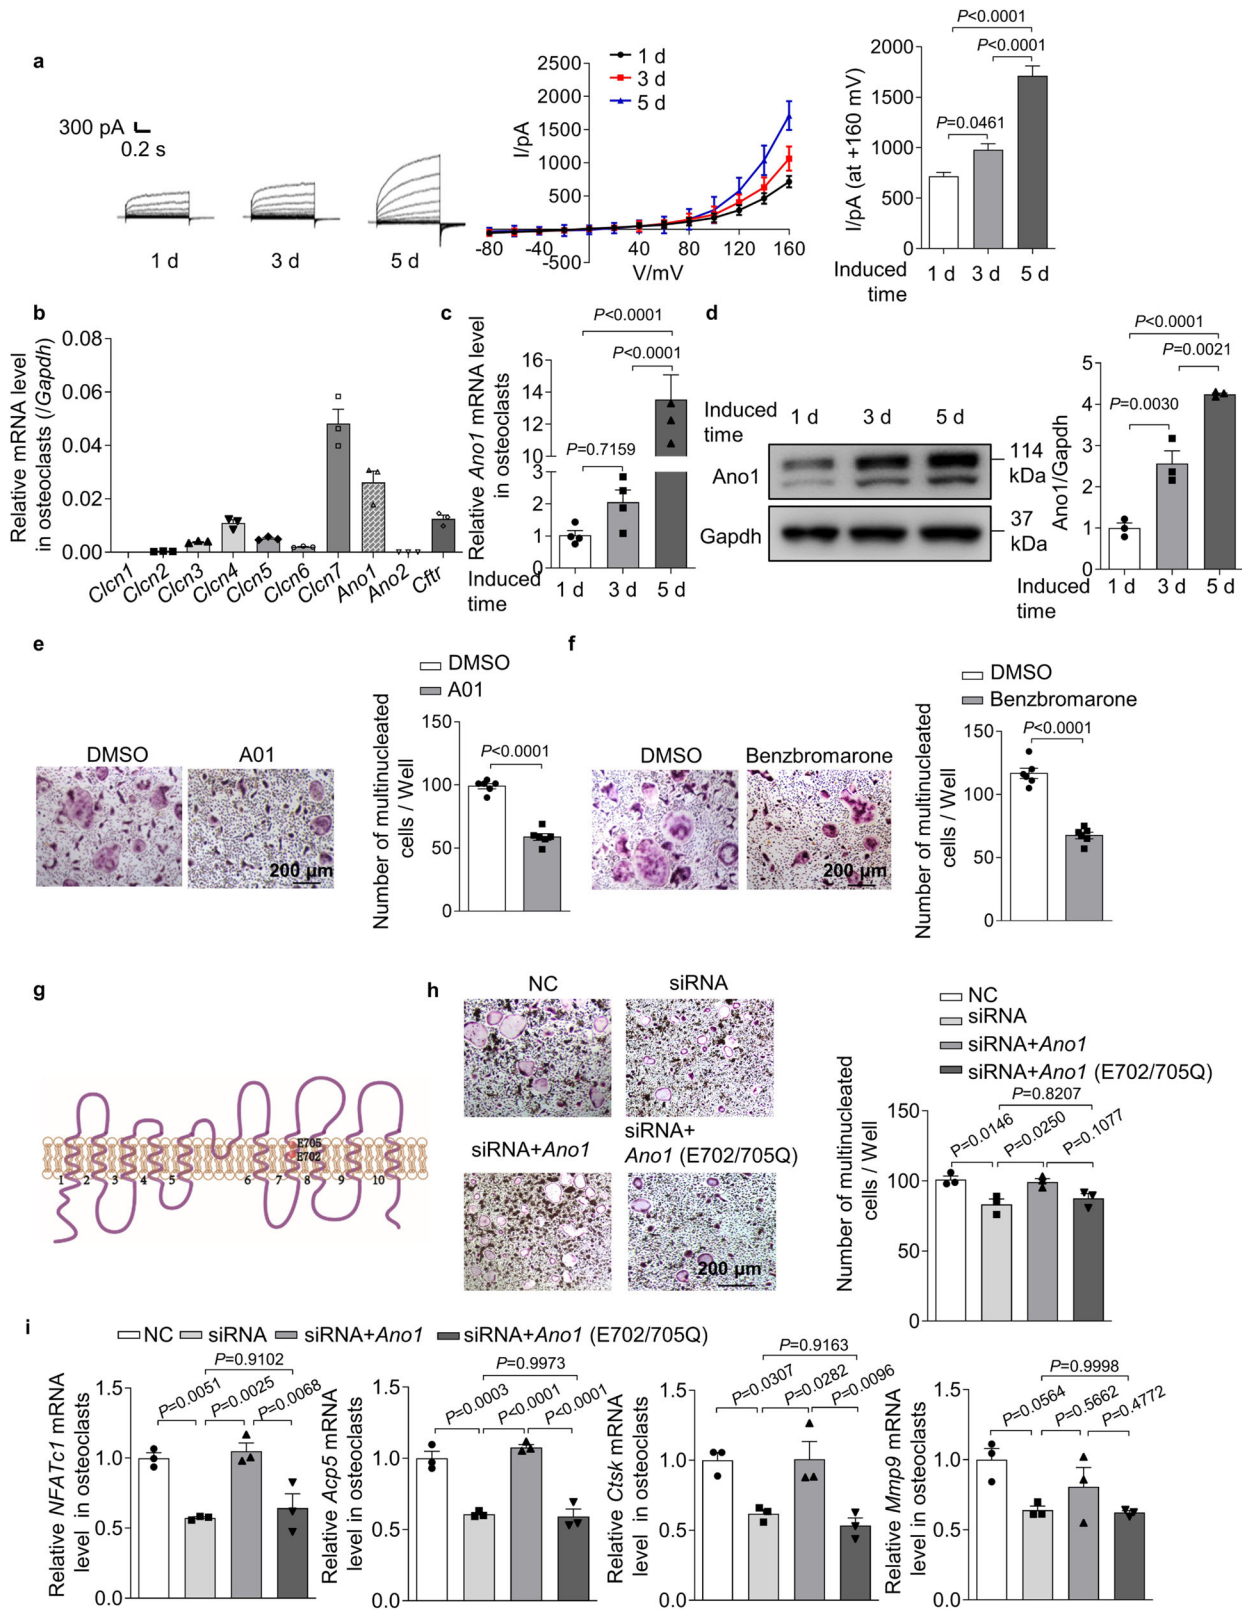 a
300 pA
0.2 s
1 d
3 d
5 d
I/pA
2500
2000
1500
1000
500
-500
-80
-40
40
80
120
160
V/mV
1 d
3 d
5 d
I/pA (at +160 mV)
2000
1500
1000
500
0
P<0.0001
P<0.0001
P=0.0461
Induced
time
1 d 3 d 5 d
b
Relative mRNA level
in osteoclasts (/Gapdh)
0.08
0.06
0.04
0.02
0.00
Clcn1
Clcn2
Clcn3
Clcn4
Clcn5
Clcn6
Clcn7
Ano1
Ano2
Cftr
c
Relative Ano1 mRNA level
in osteoclasts
16
14
12
10
3
2
1
0
P<0.0001
P<0.0001
P=0.7159
Induced
time
1 d 3 d 5 d
d
Induced
time
1 d 3 d 5 d
Ano1
Gapdh
114
kDa
37
kDa
Ano1/Gapdh
5
4
3
2
1
0
P<0.0001
P=0.0021
P=0.0030
Induced
time
1 d 3 d 5 d
e
DMSO
A01
200 μm
DMSO
A01
Number of multinucleated
cells / Well
150
100
50
0
P<0.0001
f
DMSO
Benzbromarone
200 μm
DMSO
Benzbromarone
Number of multinucleated
cells / Well
150
100
50
0
P<0.0001
g
E705
E702
1 2 3 4 5 6 7 8 9 10
h
NC
siRNA
siRNA+Ano1
siRNA+
Ano1 (E702/705Q)
200 μm
NC
siRNA
siRNA+Ano1
siRNA+Ano1 (E702/705Q)
Number of multinucleated
cells / Well
150
100
50
0
P=0.8207
P=0.0146
P=0.0250
P=0.1077
i
NC
siRNA
siRNA+Ano1
siRNA+Ano1 (E702/705Q)
Relative NFATc1 mRNA
level in osteoclasts
1.5
1.0
0.5
0.0
P=0.9102
P=0.0051
P=0.0025
P=0.0068
Relative Acp5 mRNA
level in osteoclasts
1.5
1.0
0.5
0.0
P=0.9973
P=0.0003
P<0.0001
P<0.0001
Relative Ctsk mRNA
level in osteoclasts
1.5
1.0
0.5
0.0
P=0.9163
P=0.0307
P=0.0282
P=0.0096
Relative Mmp9 mRNA
level in osteoclasts
1.5
1.0
0.5
0.0
P=0.9998
P=0.0564
P=0.5662
P=0.4772